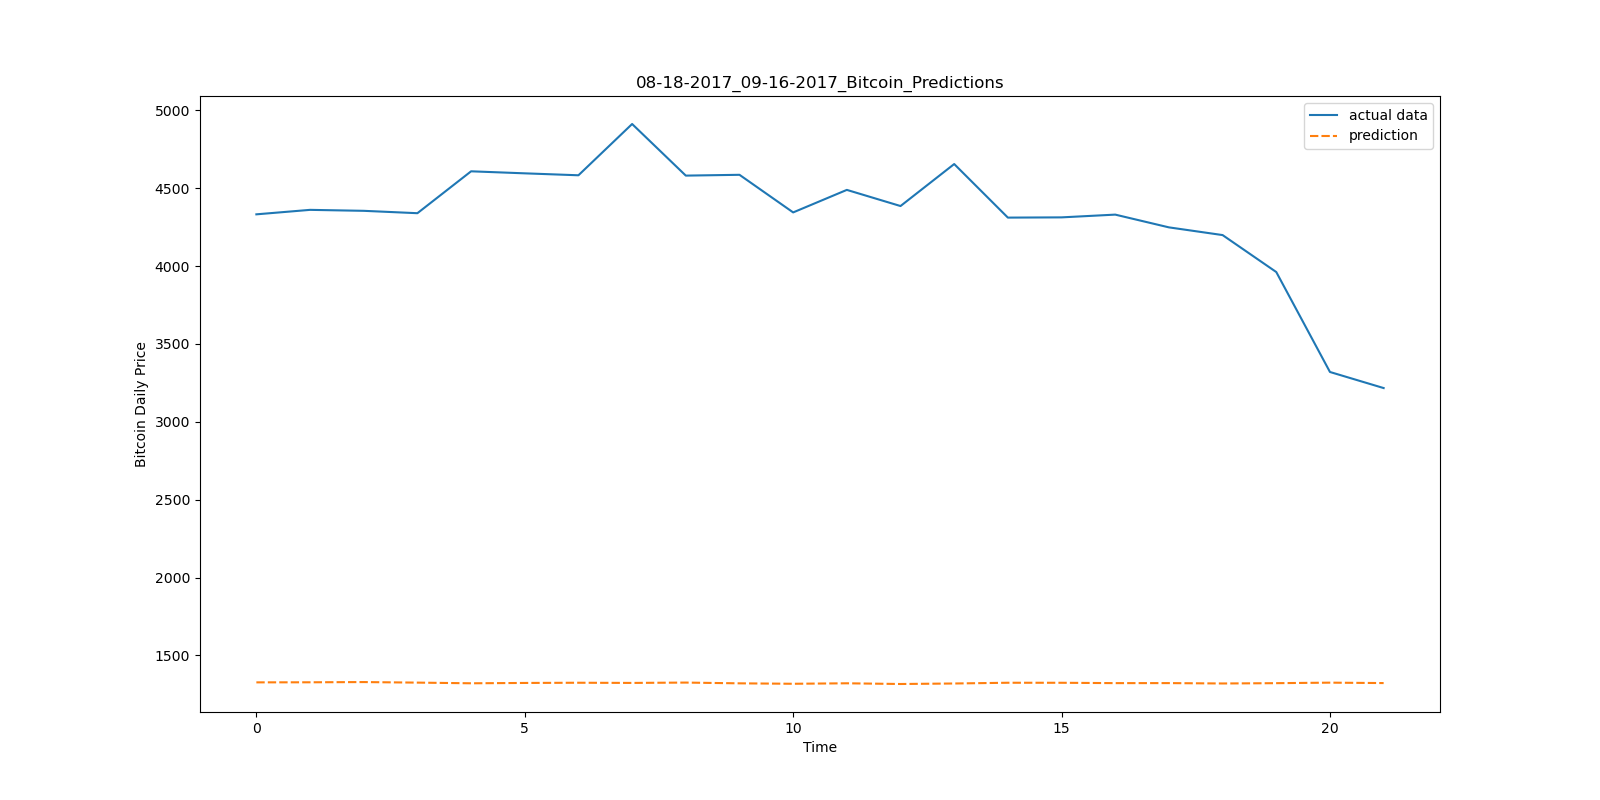 08-18-2017_09-16-2017_Bitcoin_Predictions
actual data
prediction
5000
4500
4000
3500
3000
2500
2000
1500
Bitcoin Daily Price
0 5 10 15 20
Time